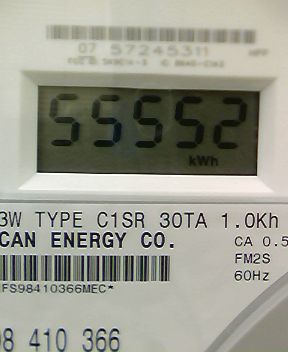 07 57245311
55552
kWh
3W TYPE C1SR 30TA 1.0Kh
CAN ENERGY CO.
CA 0.5
FM2S
60Hz
FS98410366MEC*
98 410 366